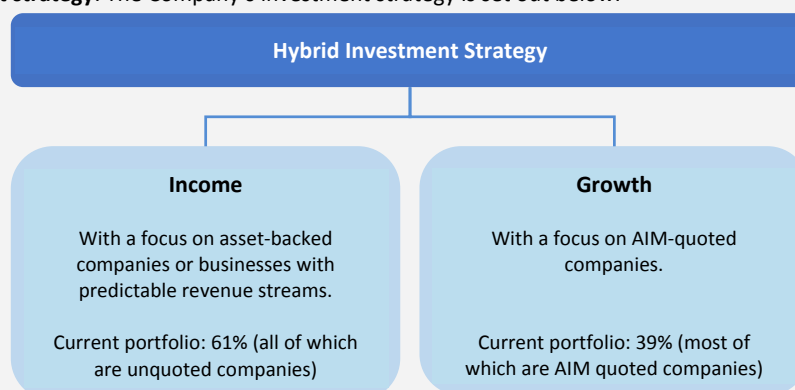 strategy. The Company's investment strategy is set out below:
Hybrid Investment Strategy
Income
With a focus on asset-backed
companies or businesses with
predictable revenue streams.
Current portfolio: 61% (all of which
are unquoted companies)
Growth
With a focus on AIM-quoted
companies.
Current portfolio: 39% (most of
which are AIM quoted companies)